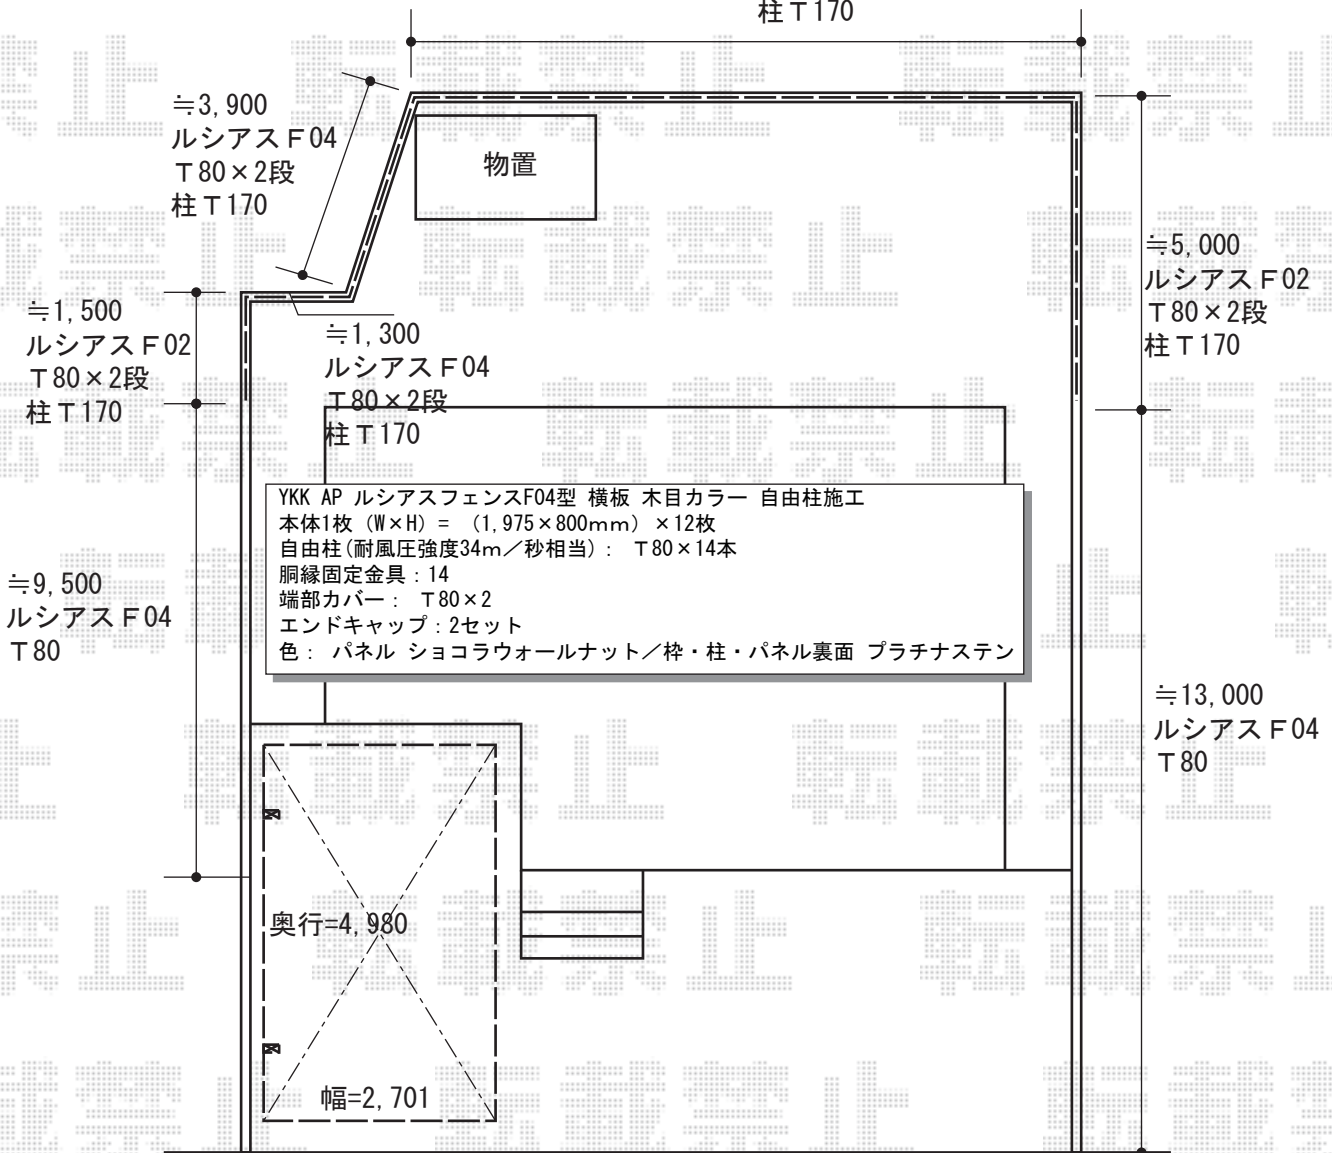 柱Ｔ170
≒3,900
ルシアスＦ04
Ｔ80×2段
柱Ｔ170
物置
≒5,000
ルシアスＦ02
Ｔ80×2段
柱Ｔ170
≒1,500
ルシアスＦ02
Ｔ80×2段
柱Ｔ170
≒1,300
ルシアスＦ04
Ｔ80×2段
柱Ｔ170
YKK AP ルシアスフェンスF04型 横板 木目カラー 自由柱施工
本体1枚（W×H）= （1,975×800mm）×12枚
自由柱(耐風圧強度34m／秒相当)： Ｔ80×14本
胴縁固定金具：14
端部カバー： Ｔ80×2
エンドキャップ：2セット
色： パネル ショコラウォールナット／枠・柱・パネル裏面 プラチナステン
≒9,500
ルシアスＦ04
Ｔ80
≒13,000
ルシアスＦ04
Ｔ80
奥行=4,980
幅=2,701
転載禁止